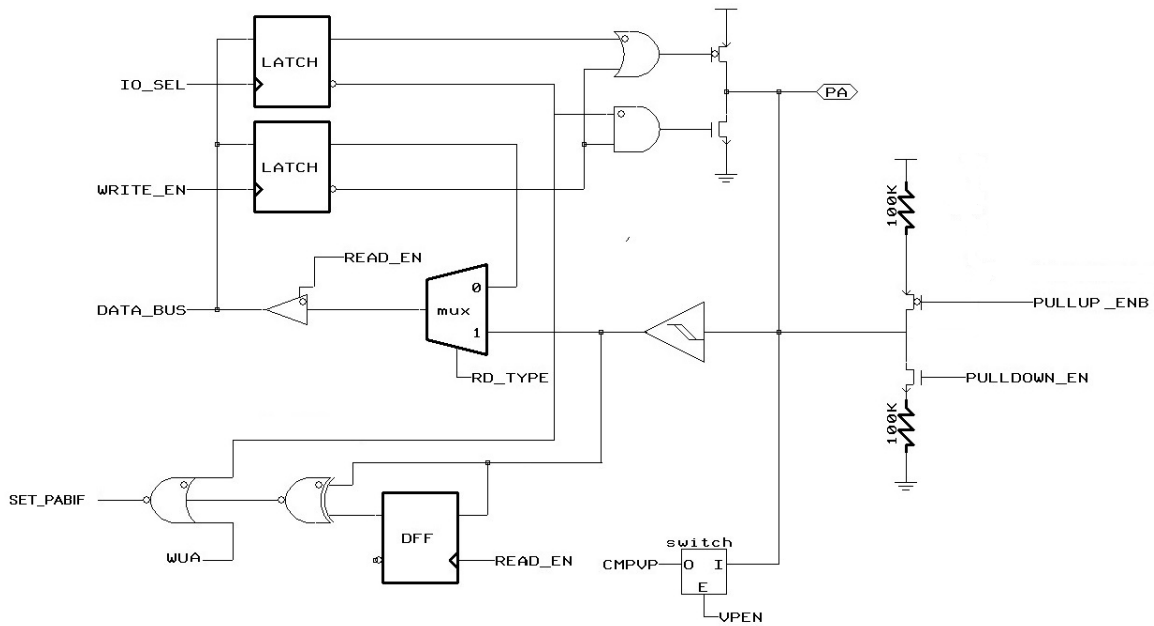 LATCH
IO_SEL
PA
LATCH
WRITE_EN
100K
READ_EN
DATA_BUS
mux
0
1
PULLUP_ENB
RD_TYPE
PULLDOWN_EN
100K
SET_PABIF
DFF
WUA
READ_EN
switch
CMPVP
O I
E
VPEN